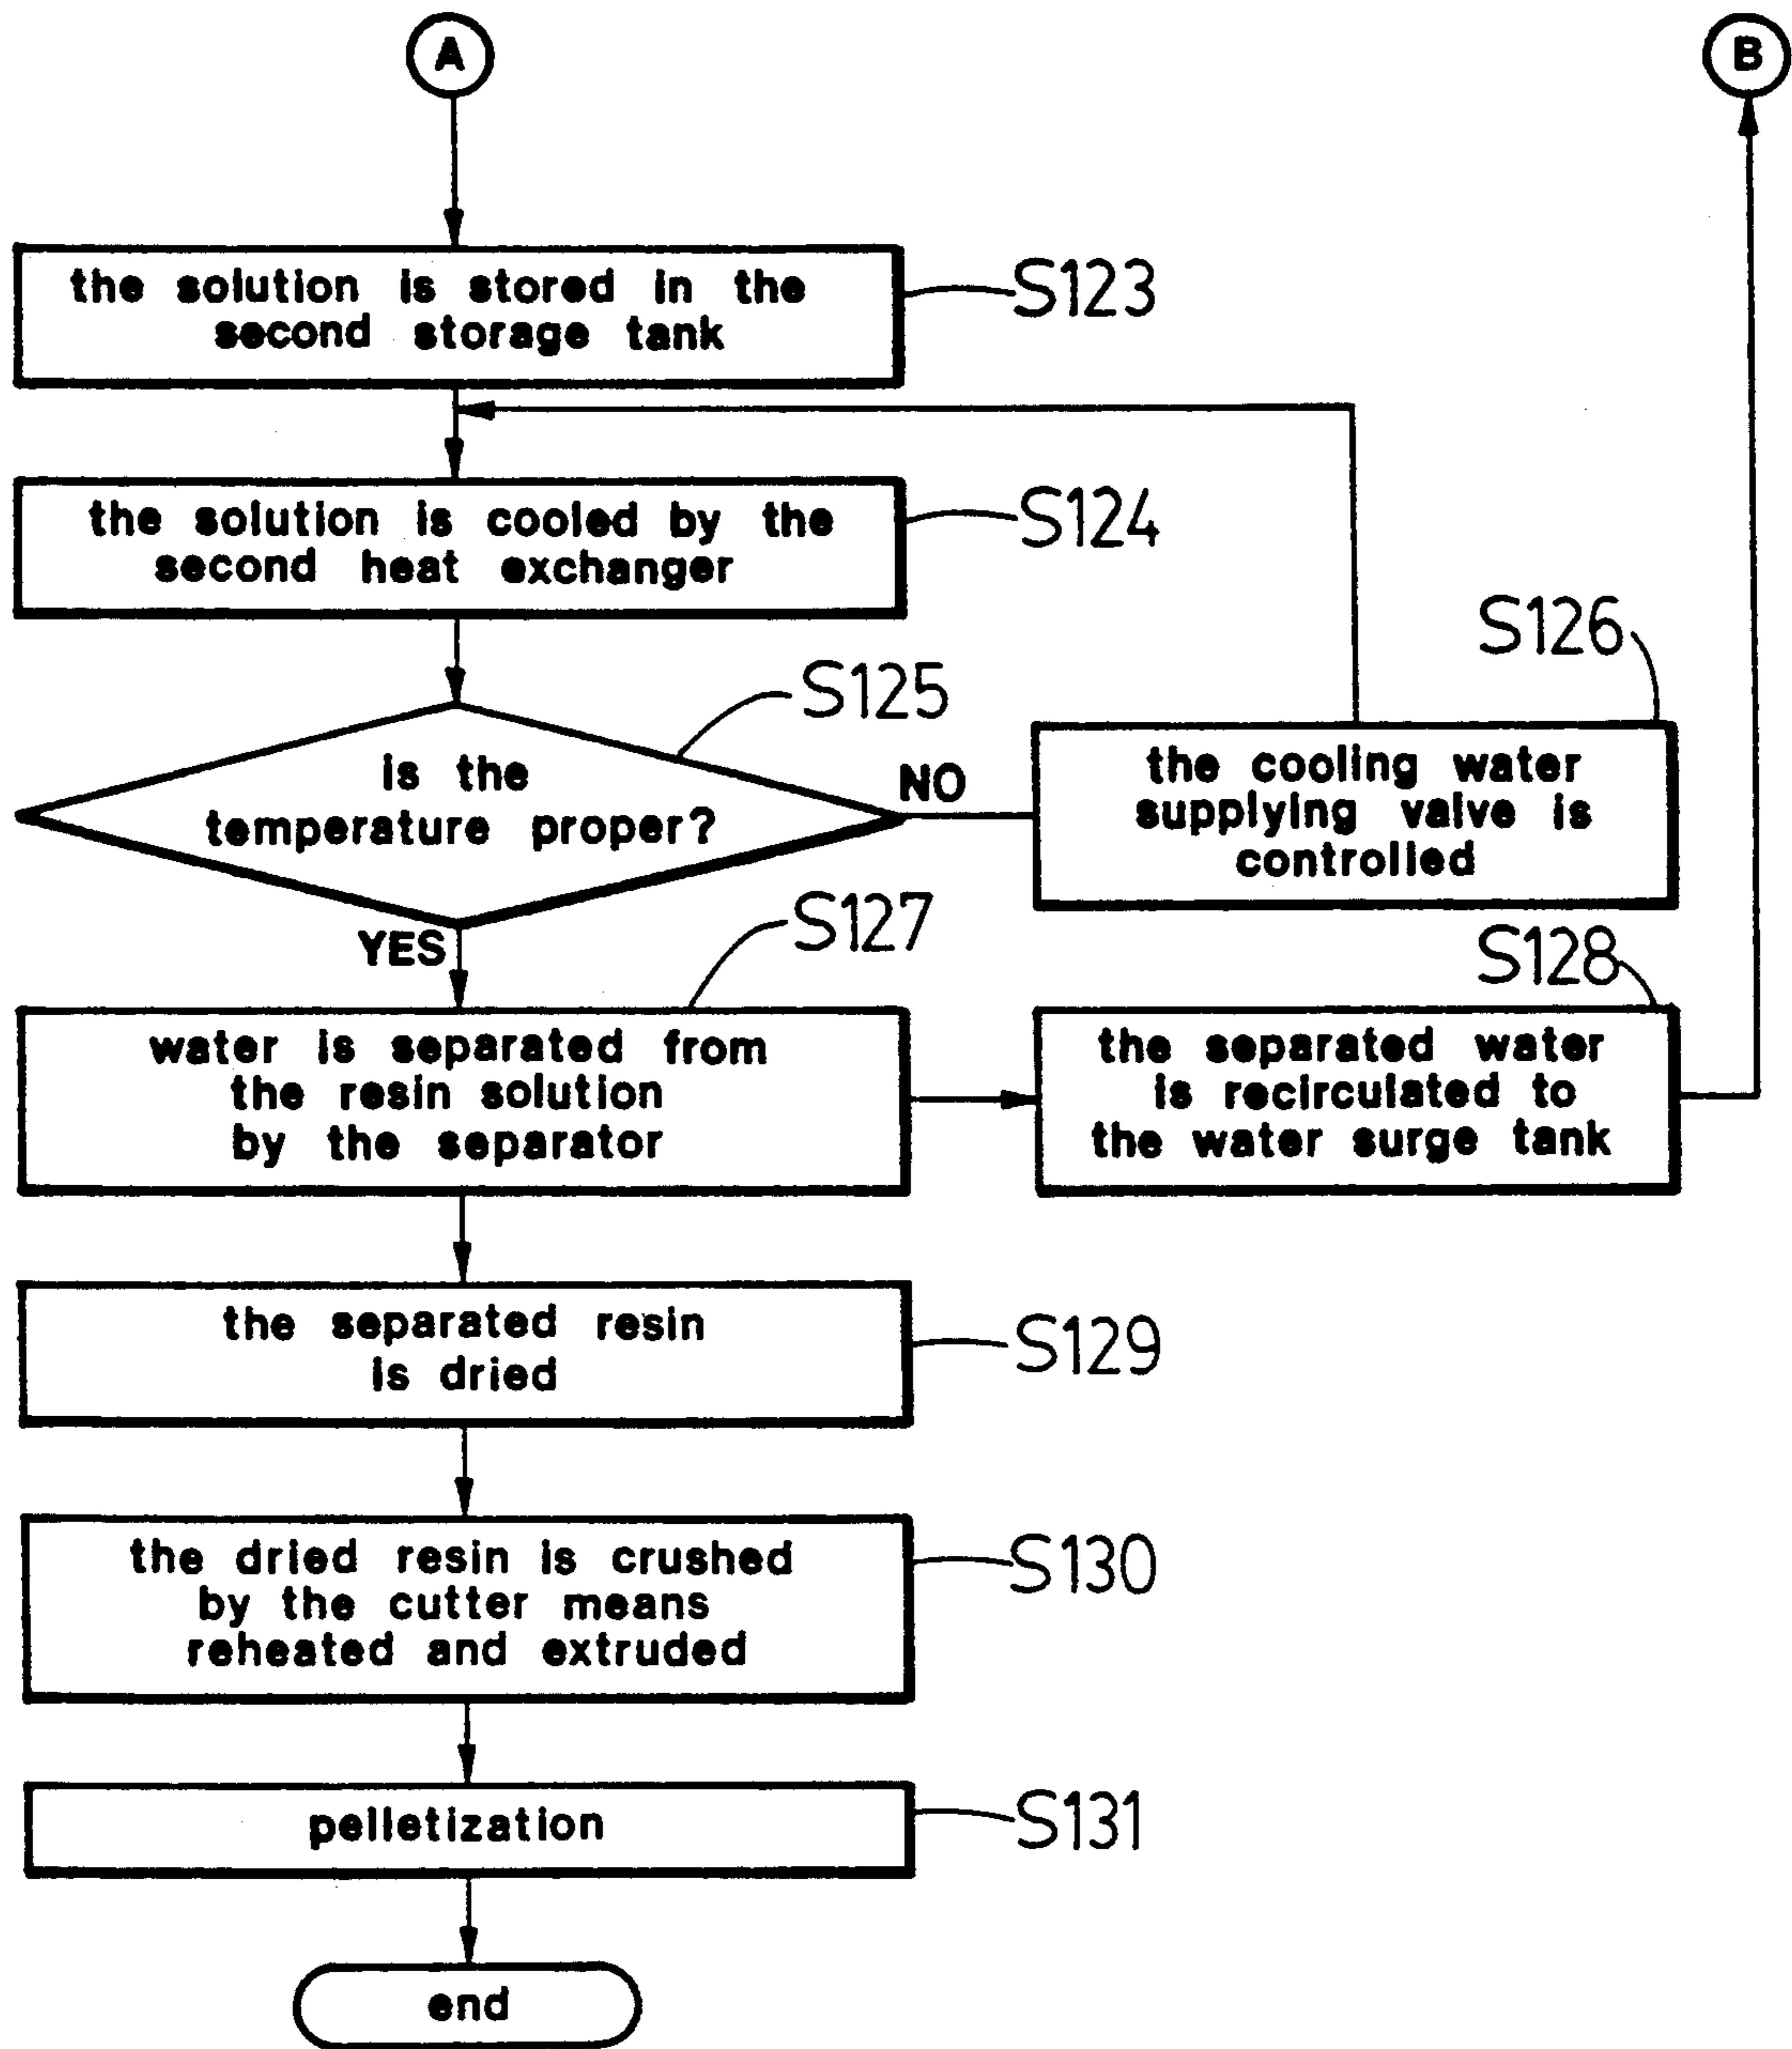 A
B
the solution is stored in the
second storage tank
S123
the solution is cooled by the
second heat exchanger
S124
S125
is the
temperature proper?
NO
S126
the cooling water
supplying valve is
controlled
YES
S127
water is separated from
the resin solution
by the separator
S128
the separated water
is recirculated to
the water surge tank
the separated resin
is dried
S129
the dried resin is crushed
by the cutter means
reheated and extruded
S130
pelletization
S131
end